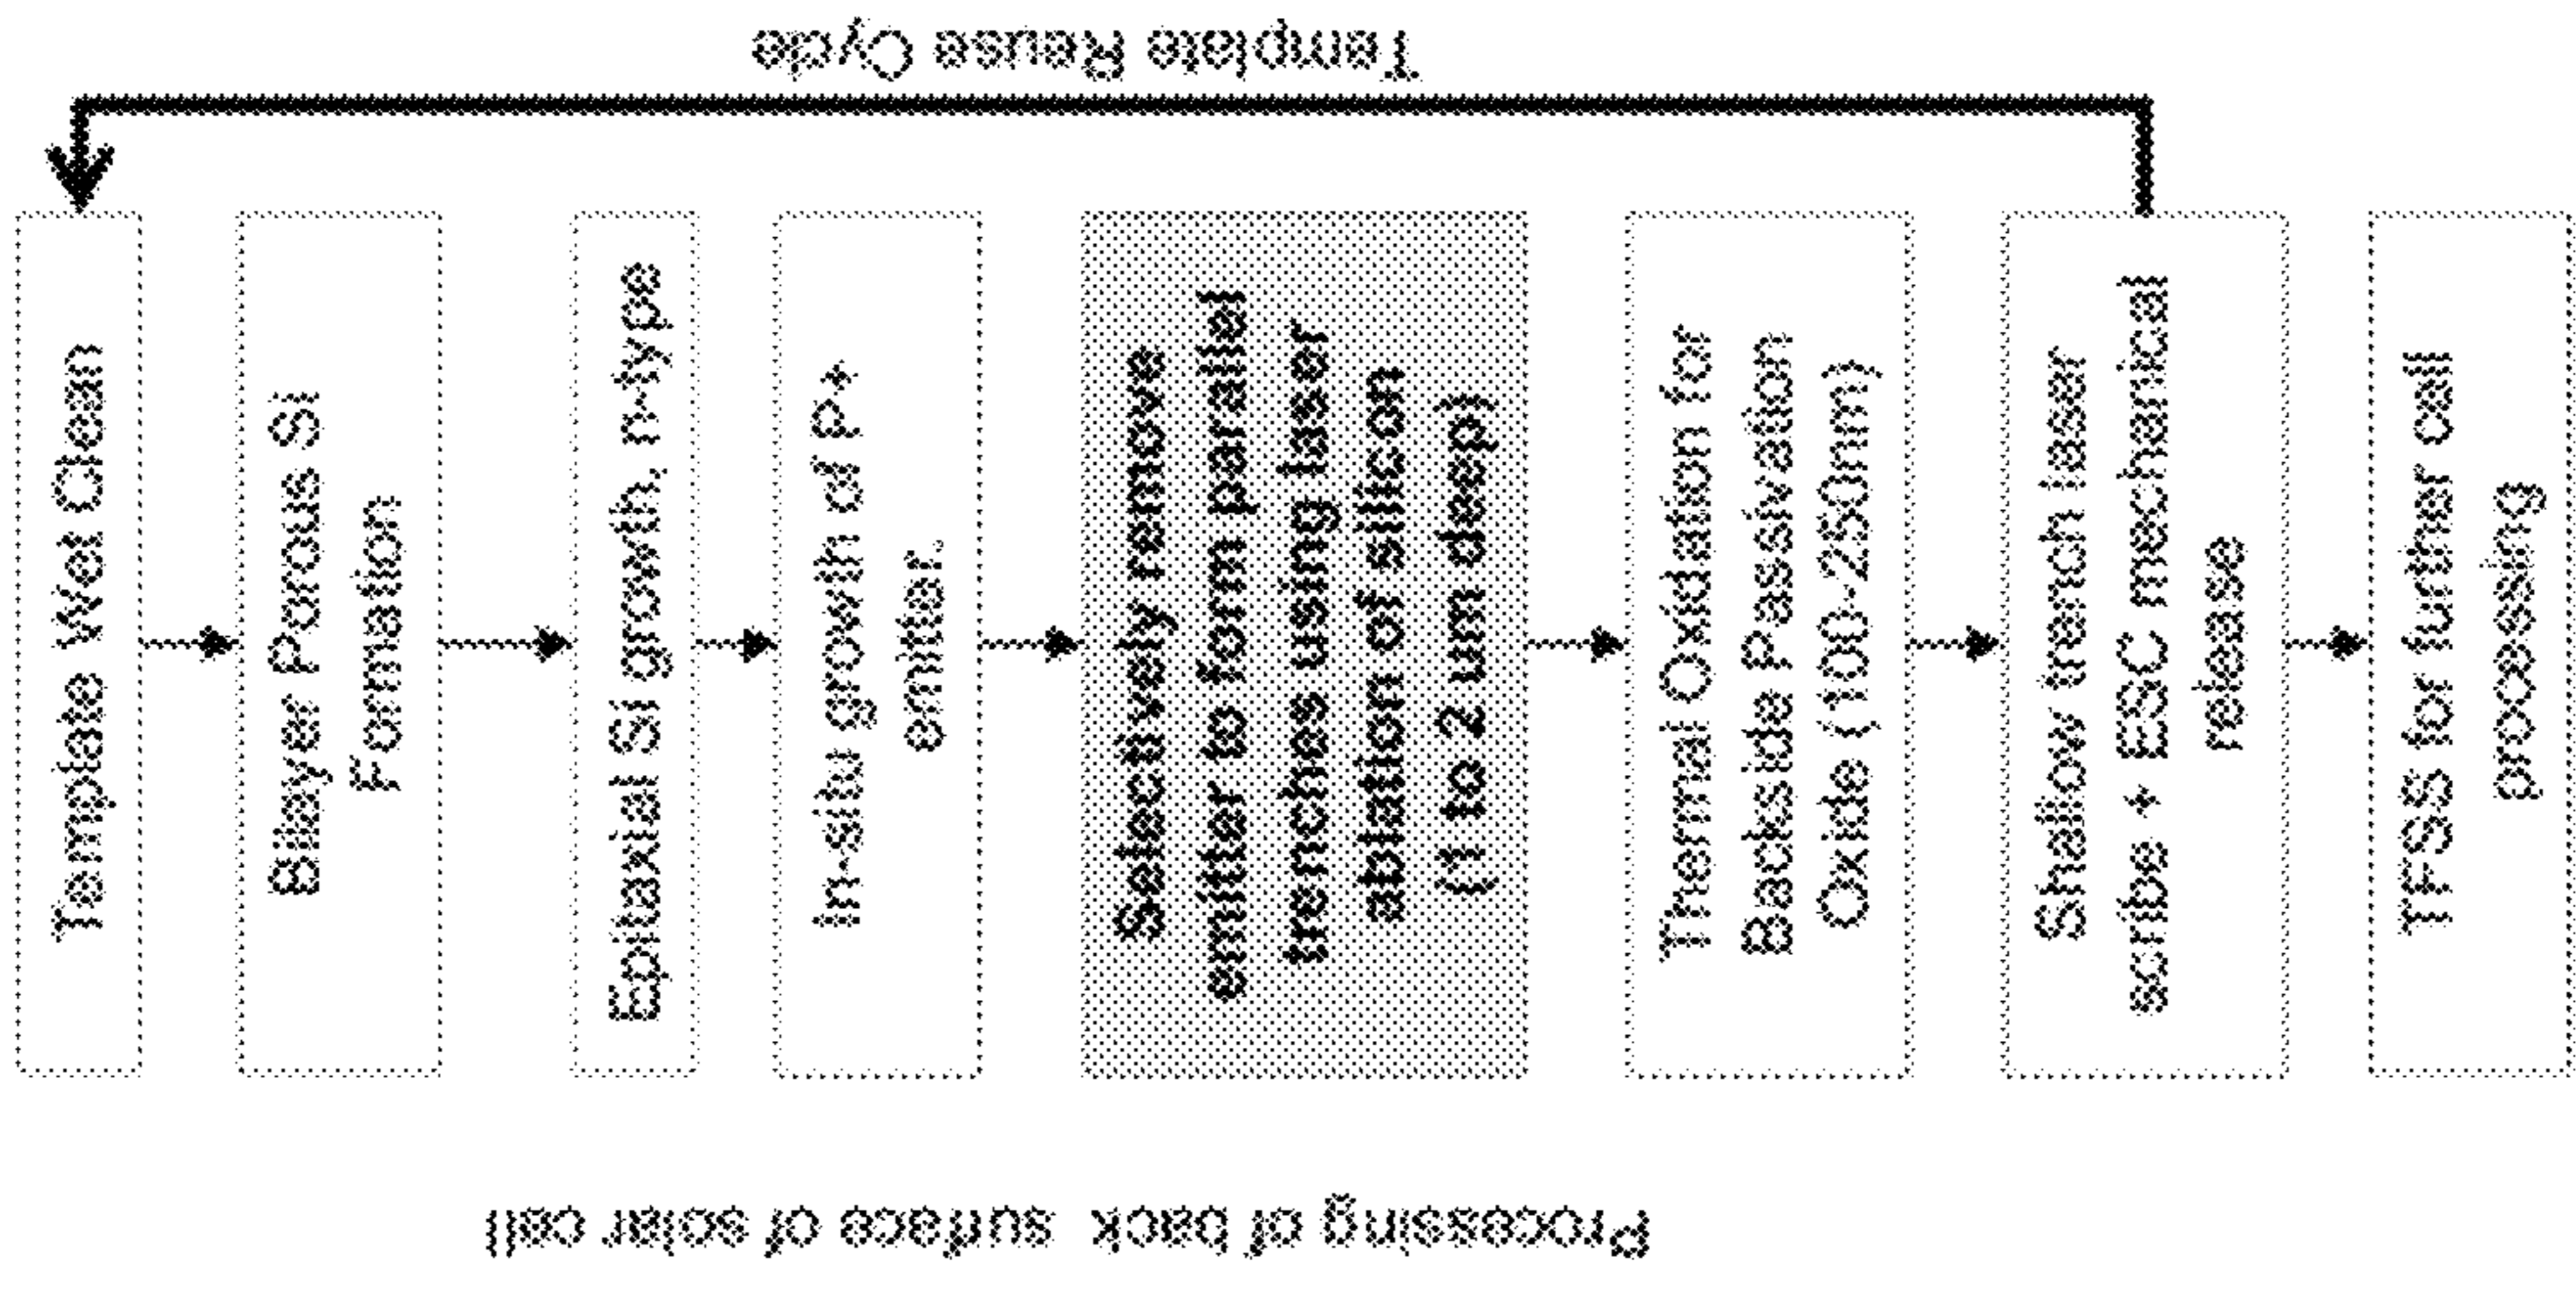 Template Reuse Cycle
Template Wet Clean
Bilayer Porous Si
Formation
Epitaxial Si growth, n-type
in-situ growth of P+
emitter.
Selectively remove
emitter to form parallel
trenches using laser
ablation of silicon
(1 to 2 um deep)
Thermal Oxidation for
Backside Passivation
Oxide (100-250nm)
Shallow trench laser
scribe + ESC mechanical
release
TFSS for further cell
processing
Processing of back surface of solar cell